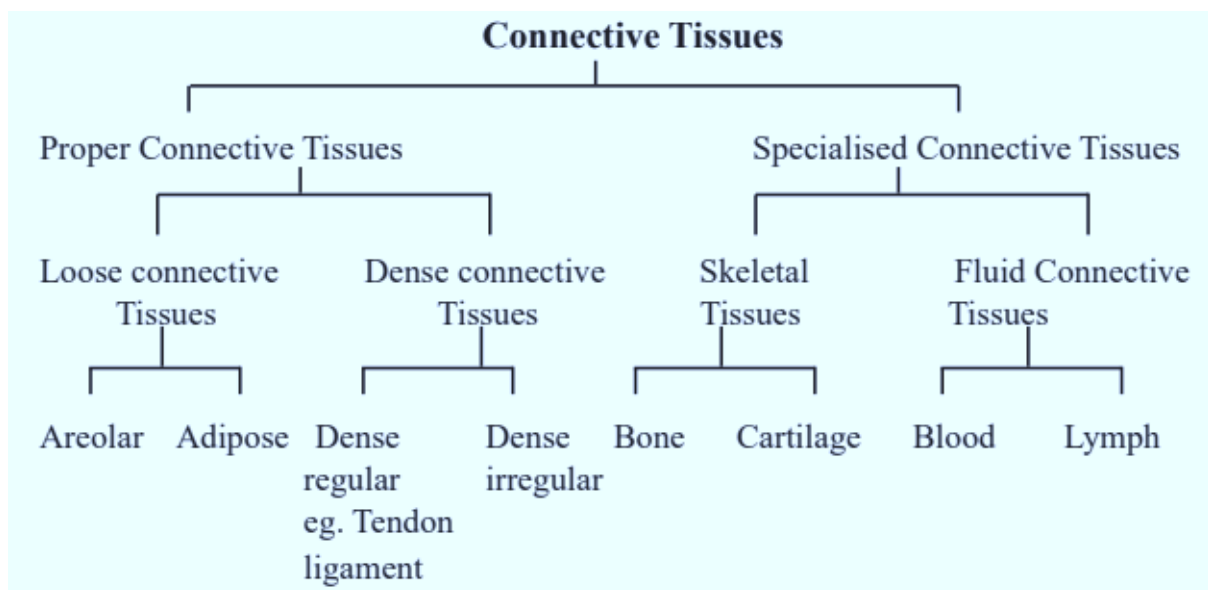 Connective Tissues
Proper Connective Tissues
Specialised Connective Tissues
Loose connective
Tissues
Dense connective
Tissues
Skeletal
Tissues
Fluid Connective
Tissues
Areolar
Adipose
Dense
regular
eg. Tendon
ligament
Dense
irregular
Bone
Cartilage
Blood
Lymph